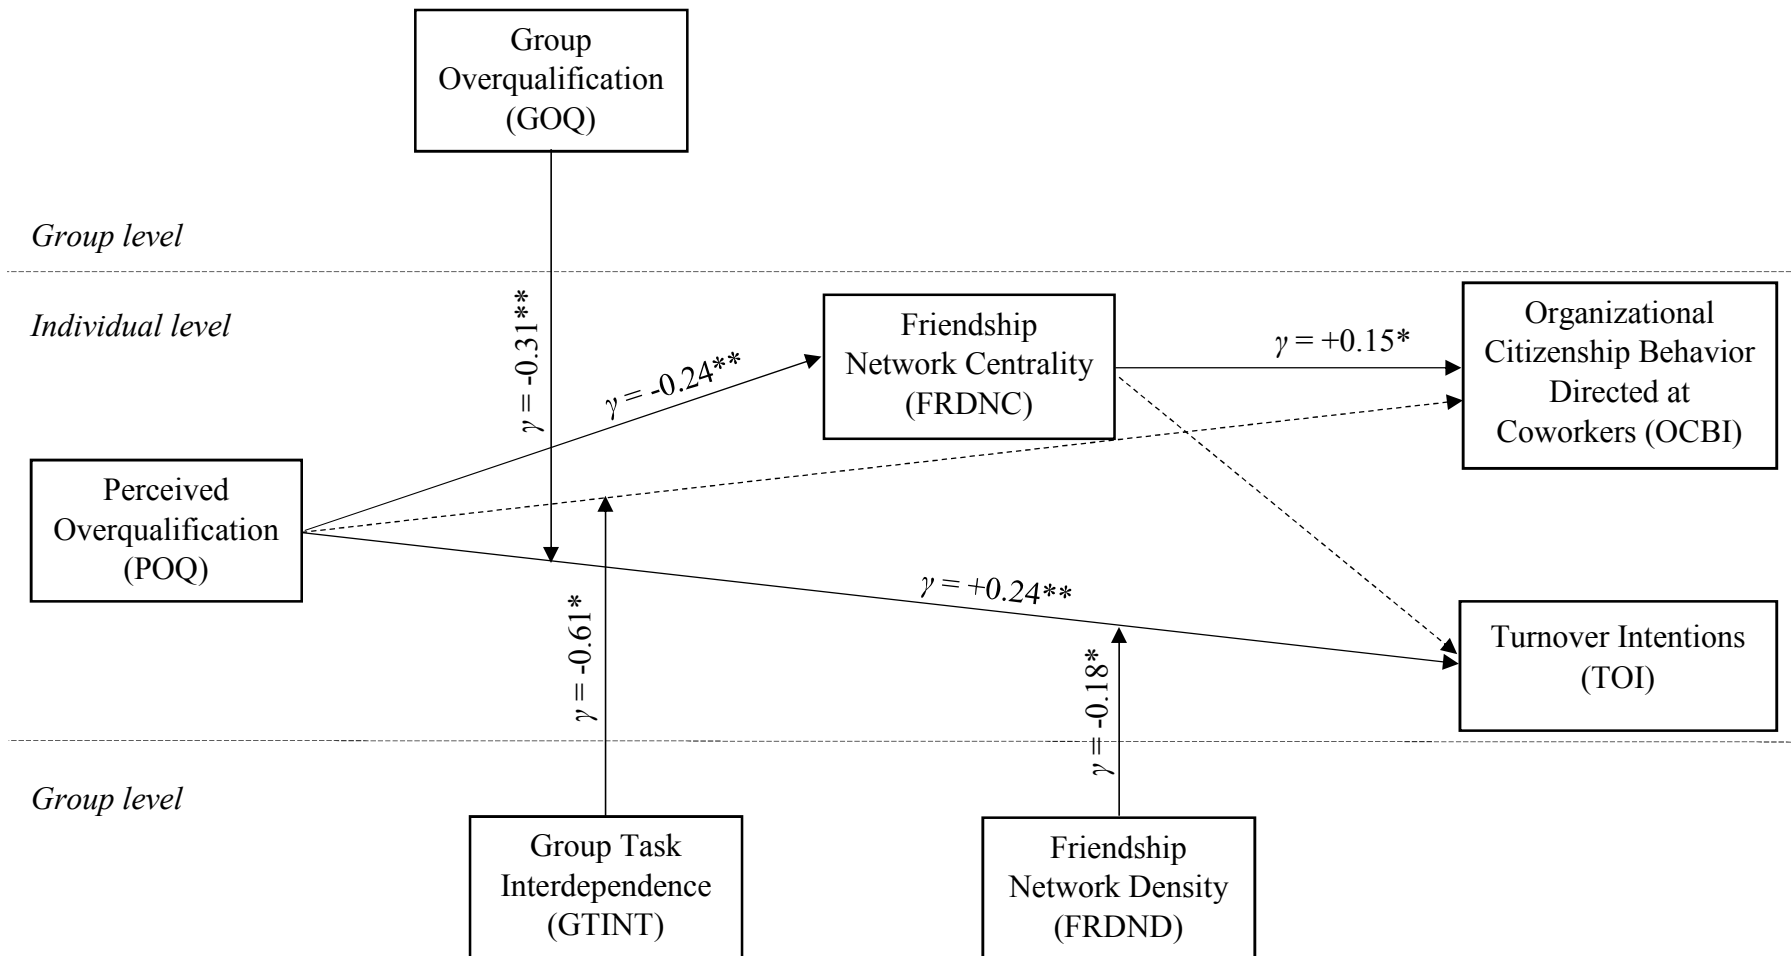 Group
Overqualification
(GOQ)
Group level
Individual level
γ = -0.31**
γ = -0.24**
Friendship
Network Centrality
(FRDNC)
γ = +0.15*
Organizational
Citizenship Behavior
Directed at
Coworkers (OCBI)
Perceived
Overqualification
(POQ)
γ = -0.61*
γ = +0.24**
γ = -0.18*
Turnover Intentions
(TOI)
Group level
Group Task
Interdependence
(GTINT)
Friendship
Network Density
(FRDND)